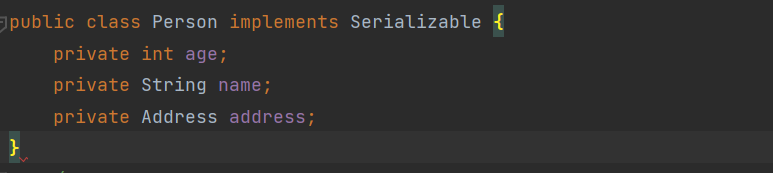 public class Person implements Serializable {
    private int age;
    private String name;
    private Address address;
}